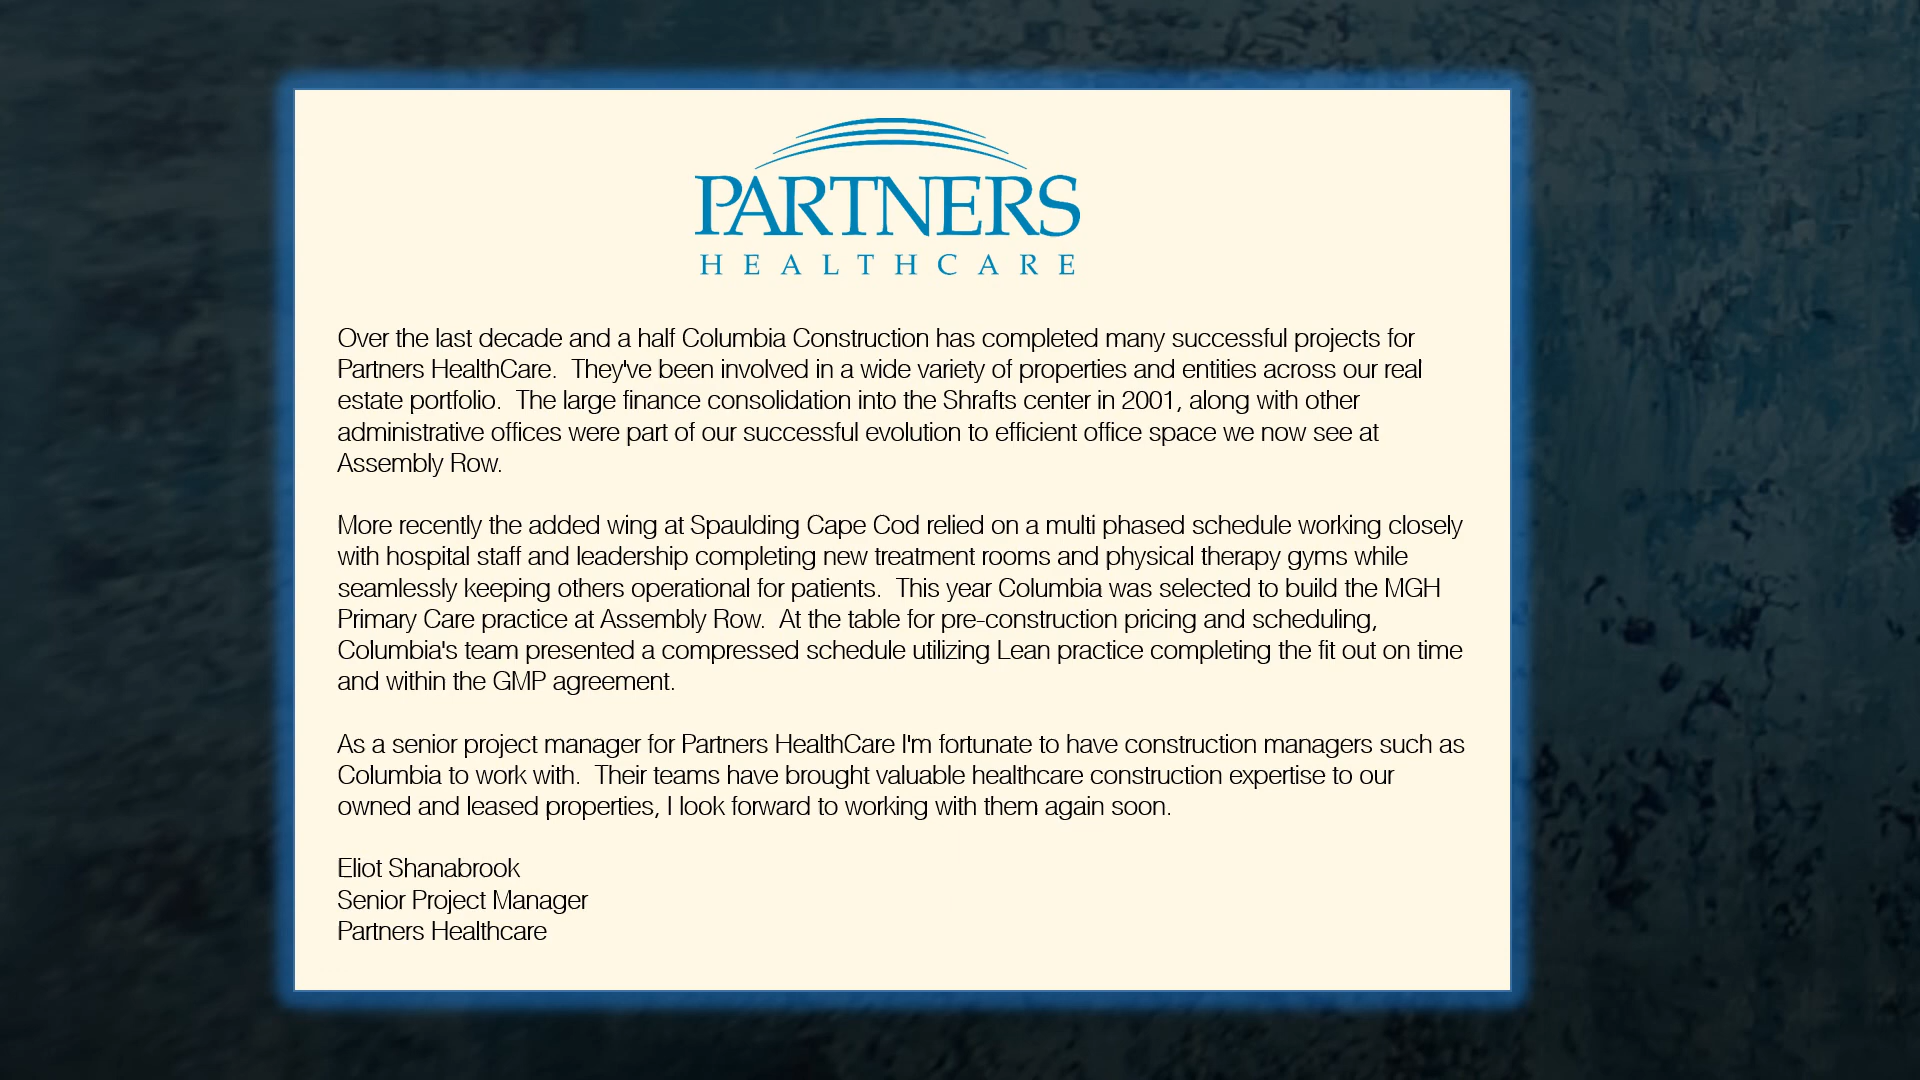 PARTNERS
HEALTHCARE
Over the last decade and a half Columbia Construction has completed many successful projects for
Partners HealthCare.  They've been involved in a wide variety of properties and entities across our real
estate portfolio.  The large finance consolidation into the Shrafts center in 2001, along with other
administrative offices were part of our successful evolution to efficient office space we now see at
Assembly Row.
More recently the added wing at Spaulding Cape Cod relied on a multi phased schedule working closely
with hospital staff and leadership completing new treatment rooms and physical therapy gyms while
seamlessly keeping others operational for patients.  This year Columbia was selected to build the MGH
Primary Care practice at Assembly Row.  At the table for pre-construction pricing and scheduling,
Columbia's team presented a compressed schedule utilizing Lean practice completing the fit out on time
and within the GMP agreement.
As a senior project manager for Partners HealthCare I'm fortunate to have construction managers such as
Columbia to work with.  Their teams have brought valuable healthcare construction expertise to our
owned and leased properties, I look forward to working with them again soon.
Eliot Shanabrook
Senior Project Manager
Partners Healthcare